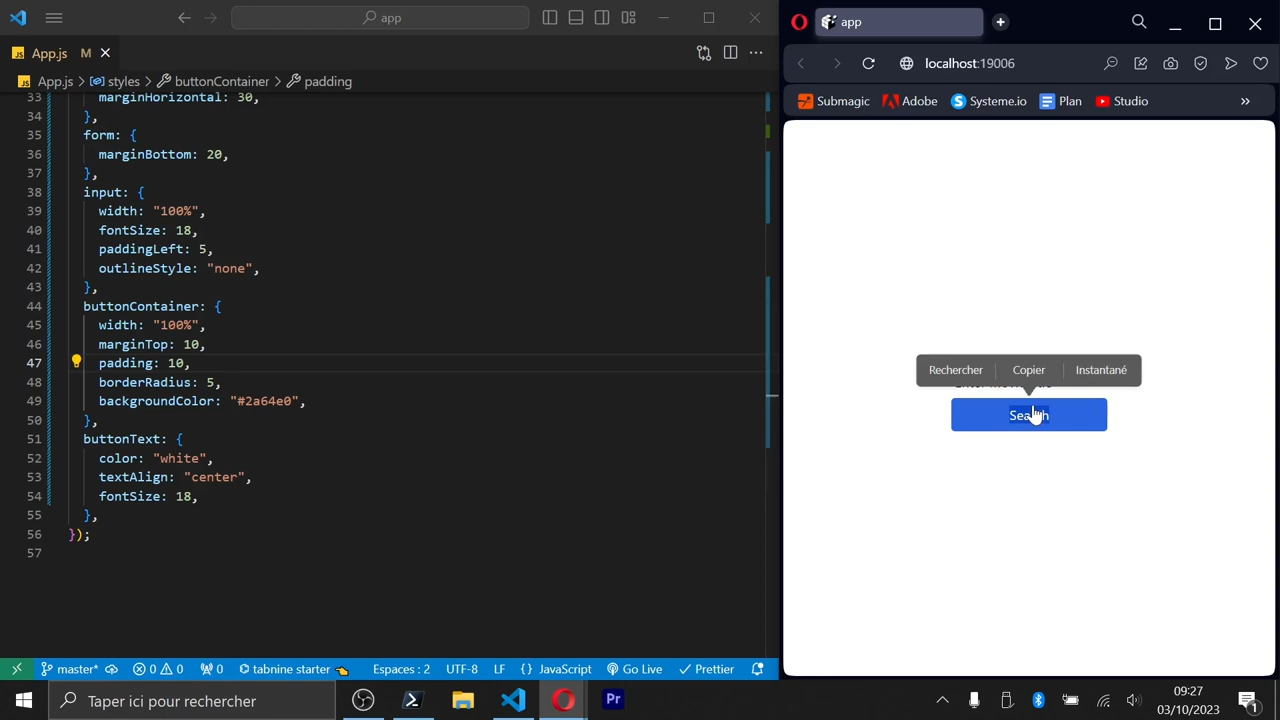 app
App.js M
App.js styles buttonContainer padding
33 marginHorizontal: 30,
34 },
35 form: {
36 marginBottom: 20,
37 },
38 input: {
39 width: "100%",
40 fontSize: 18,
41 paddingLeft: 5,
42 outlineStyle: "none",
43 },
44 buttonContainer: {
45 width: "100%",
46 marginTop: 10,
47 padding: 10,
48 borderRadius: 5,
49 backgroundColor: "#2a64e0",
50 },
51 buttonText: {
52 color: "white",
53 textAlign: "center",
54 fontSize: 18,
55 },
56 });
57
master* 0 0 0 tabnine starter Espaces : 2 UTF-8 LF { } JavaScript Go Live Prettier
app
localhost:19006
Submagic Adobe Systeme.io Plan Studio
Rechercher Copier Instantané
Search
Taper ici pour rechercher
Pr
09:27
03/10/2023
1